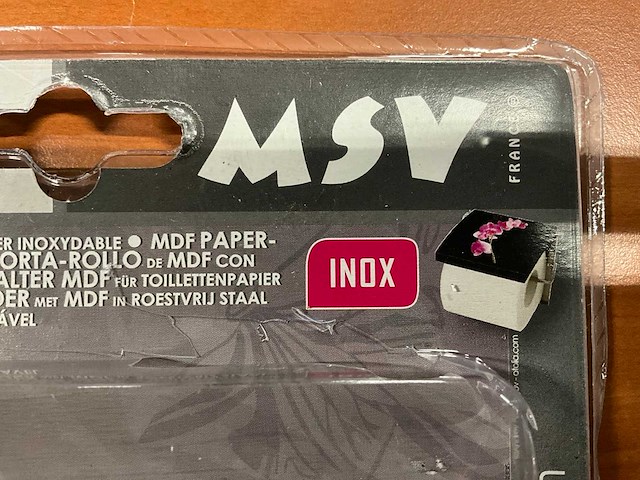 MSV
FRANCE ®
ER INOXYDABLE ● MDF PAPER-
ORTA-ROLLO DE MDF CON
ALTER MDF FÜR TOILLETTENPAPIER
DER MET MDF IN ROESTVRIJ STAAL
ÁVEL
INOX